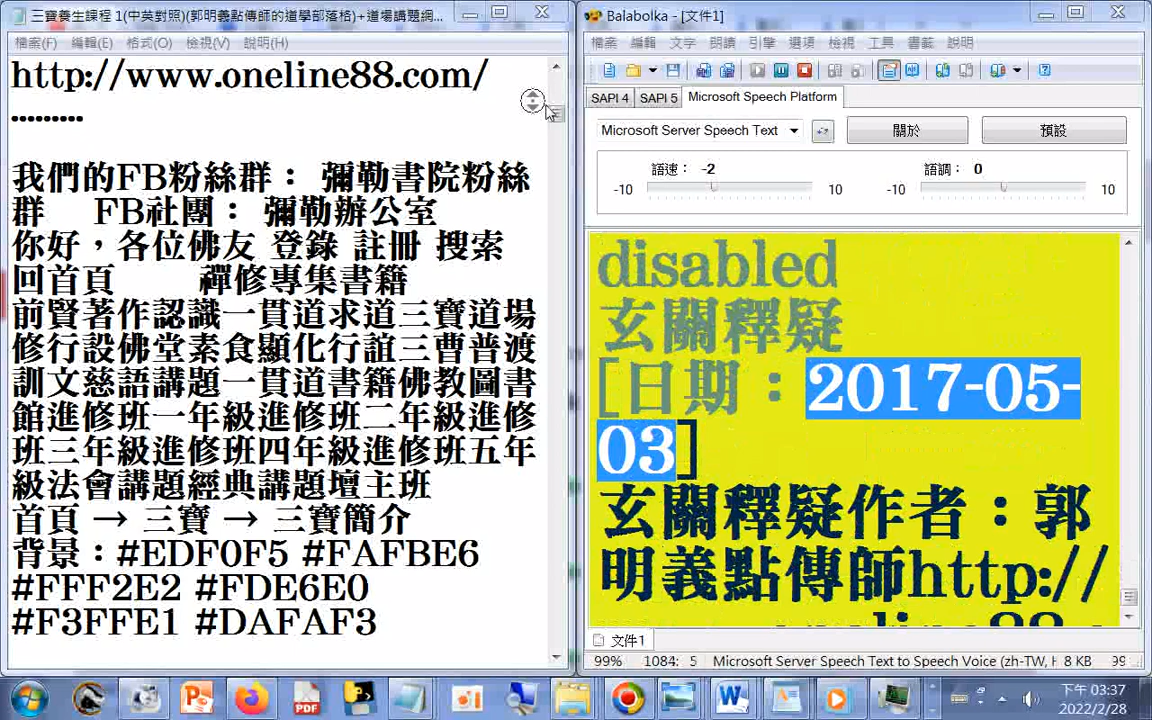 三寶養生課程 1(中英對照)(郭明義點傳師的道學部落格)+道場講題網...
檔案(F) 編輯(E) 格式(O) 檢視(V) 說明(H)
http://www.oneline88.com/
.........
我們的FB粉絲群： 彌勒書院粉絲
群 FB社團： 彌勒辦公室
你好，各位佛友 登錄 註冊 搜索
回首頁 禪修專集書籍
前賢著作認識一貫道求道三寶道場
修行設佛堂素食顯化行誼三曹普渡
訓文慈語講題一貫道書籍佛教圖書
館進修班一年級進修班二年級進修
班三年級進修班四年級進修班五年
級法會講題經典講題壇主班
首頁 → 三寶 → 三寶簡介
背景：#EDF0F5 #FAFBE6
#FFF2E2 #FDE6E0
#F3FFE1 #DAFAF3
Balabolka - [文件1]
檔案 編輯 文字 朗讀 引擎 選項 檢視 工具 書籤 說明
SAPI 4 SAPI 5 Microsoft Speech Platform
Microsoft Server Speech Text 關於 預設
語速： -2 語調： 0
-10 10 -10 10
disabled
玄關釋疑
[日期：2017-05-
03]
玄關釋疑作者：郭
明義點傳師http://
文件1
99% 1084: 5 Microsoft Server Speech Text to Speech Voice (zh-TW, H 8 KB 99
下午 03:37
2022/2/28